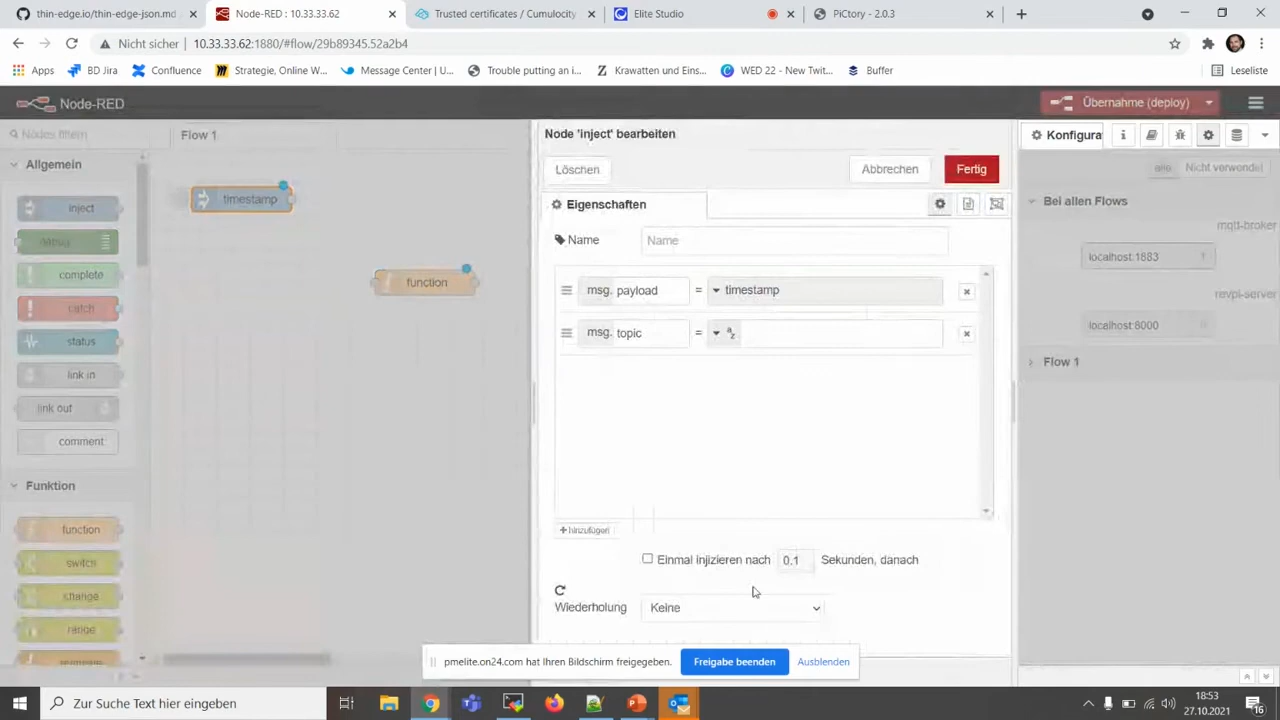 thin-edge.io/thin-edge-json.md
Node-RED : 10.33.33.62
Trusted certificates / Cumulocity
Elite Studio
PiCtory - 2.0.3
Nicht sicher
10.33.33.62:1880/#flow/29b89345.52a2b4
Apps
BD Jira
Confluence
Strategie, Online W...
Message Center | U...
Trouble putting an i...
Krawatten und Eins...
WED 22 - New Twit...
Buffer
Leseliste
Node-RED
Übernahme (deploy)
Nodes filtern
Flow 1
Node 'inject' bearbeiten
Konfigura
Allgemein
Löschen
Abbrechen
Fertig
alle
Nicht verwendet
timestamp
Eigenschaften
Bei allen Flows
inject
mqtt-broker
debug
Name
Name
localhost:1883
complete
function
msg. payload
=
timestamp
revpi-server
catch
localhost:8000
status
msg. topic
=
a
z
Flow 1
link in
link out
comment
Funktion
function
+hinzufügen
switch
Einmal injizieren nach
0.1
Sekunden, danach
change
Wiederholung
Keine
range
pmelite.on24.com hat Ihren Bildschirm freigegeben.
Freigabe beenden
Ausblenden
Zur Suche Text hier eingeben
18:53
27.10.2021
16